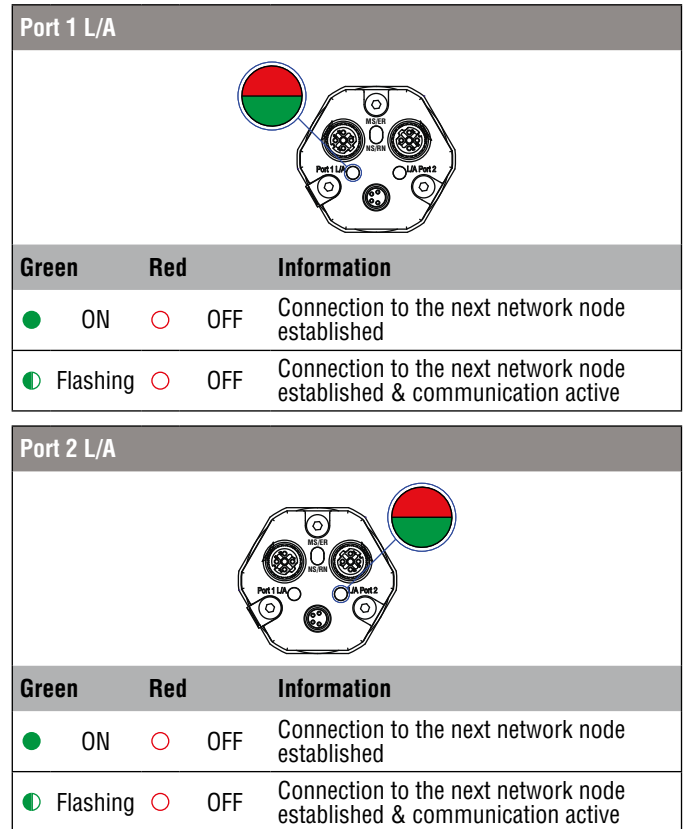 Port 1 L/A
MS/ER
NS/RN
Port 1 L/A
L/A Port 2
Green Red Information
ON OFF Connection to the next network node
established
Flashing OFF Connection to the next network node
established & communication active
Port 2 L/A
MS/ER
NS/RN
Port 1 L/A
L/A Port 2
Green Red Information
ON OFF Connection to the next network node
established
Flashing OFF Connection to the next network node
established & communication active